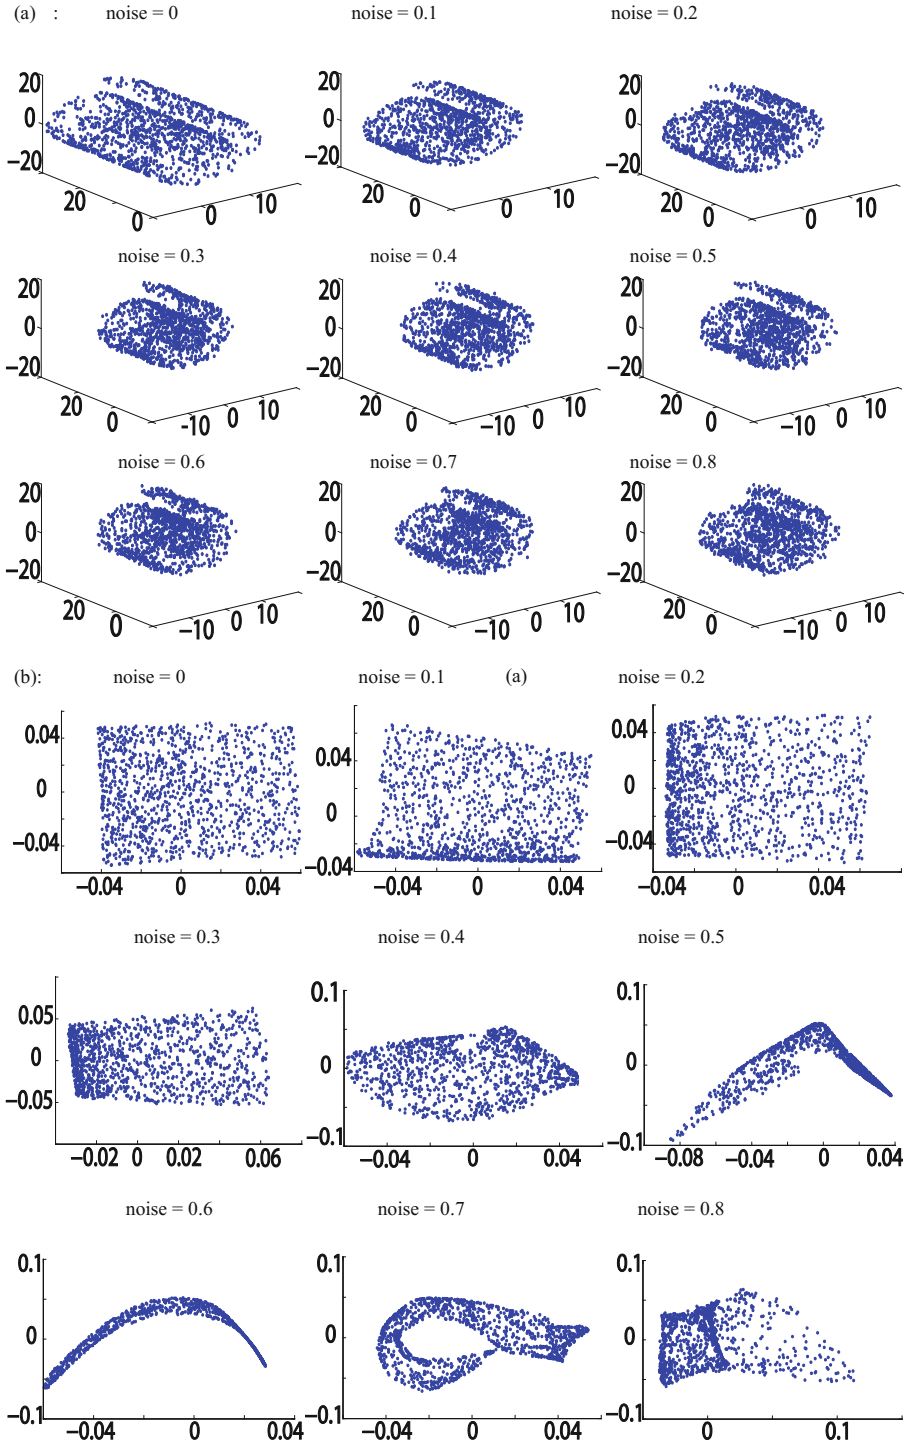 (a) : noise = 0 noise = 0.1 noise = 0.2
20 20 20
0 0 0
−20 −20 −20
20 0 0 10 20 0 0 10 20 0 0 10
noise = 0.3 noise = 0.4 noise = 0.5
20 20 20
0 0 0
−20 −20 −20
20 0 −10 0 10 20 0 −10 0 10 20 0 −10 0 10
noise = 0.6 noise = 0.7 noise = 0.8
20 20 20
0 0 0
−20 −20 −20
20 0 −10 0 10 20 0 −10 0 10 20 0 −10 0 10
(b): noise = 0 noise = 0.1 (a) noise = 0.2
0.04 0.04 0.04
0 0 0
−0.04 −0.04 −0.04
−0.04 0 0.04 −0.04 0 0.04 −0.04 0 0.04
noise = 0.3 noise = 0.4 noise = 0.5
0.05 0.1 0.1
0 0 0
−0.05 −0.1 −0.1
−0.02 0 0.02 0.06 −0.04 0 0.04 −0.08 −0.04 0 0.04
noise = 0.6 noise = 0.7 noise = 0.8
0.1 0.1 0.1
0 0 0
−0.1 −0.1 −0.1
−0.04 0 0.04 −0.04 0 0.04 0 0.1